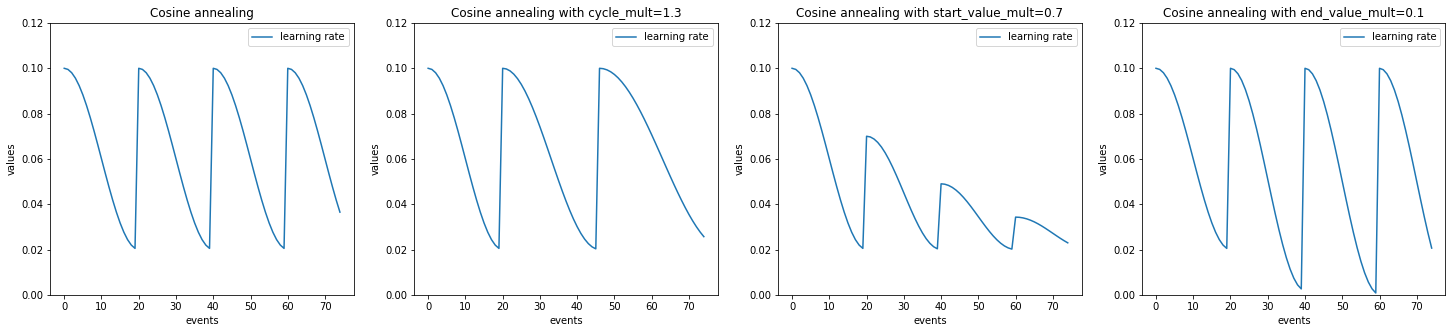 Cosine annealing
learning rate
values
0.12
0.10
0.08
0.06
0.04
0.02
0.00
0 10 20 30 40 50 60 70
events
Cosine annealing with cycle_mult=1.3
learning rate
values
0.12
0.10
0.08
0.06
0.04
0.02
0.00
0 10 20 30 40 50 60 70
events
Cosine annealing with start_value_mult=0.7
learning rate
values
0.12
0.10
0.08
0.06
0.04
0.02
0.00
0 10 20 30 40 50 60 70
events
Cosine annealing with end_value_mult=0.1
learning rate
values
0.12
0.10
0.08
0.06
0.04
0.02
0.00
0 10 20 30 40 50 60 70
events